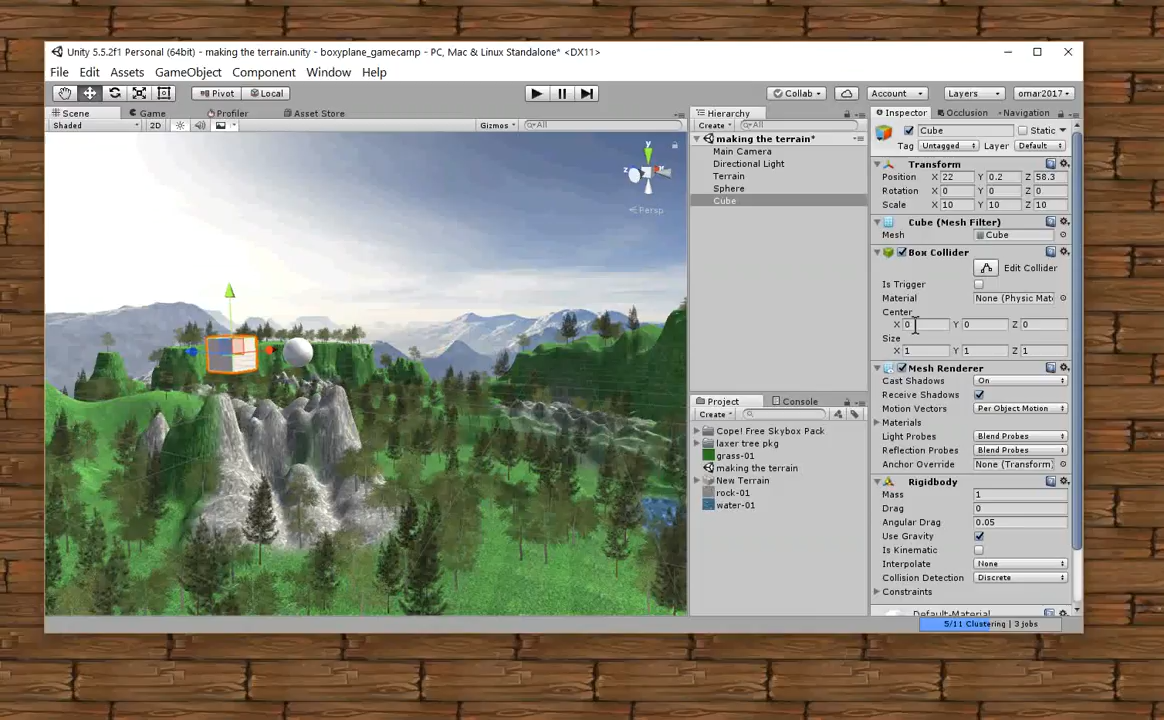 Unity 5.5.2f1 Personal (64bit) - making the terrain.unity - boxyplane_gamecamp - PC, Mac & Linux Standalone* <DX11>
File Edit Assets GameObject Component Window Help
Pivot Local Collab Account Layers omar2017
Scene Game Profiler Asset Store
Shaded 2D Gizmos All
y
z
x
Persp
Hierarchy
Create All
making the terrain*
Main Camera
Directional Light
Terrain
Sphere
Cube
Project Console
Create
Cope! Free Skybox Pack
laxer tree pkg
grass-01
making the terrain
New Terrain
rock-01
water-01
Inspector Occlusion Navigation
Cube Static
Tag Untagged Layer Default
Transform
Position X 22 Y 0.2 Z 58.3
Rotation X 0 Y 0 Z 0
Scale X 10 Y 10 Z 10
Cube (Mesh Filter)
Mesh Cube
Box Collider
Edit Collider
Is Trigger
Material None (Physic Mat
Center
X 0 Y 0 Z 0
Size
X 1 Y 1 Z 1
Mesh Renderer
Cast Shadows On
Receive Shadows
Motion Vectors Per Object Motion
Materials
Light Probes Blend Probes
Reflection Probes Blend Probes
Anchor Override None (Transform)
Rigidbody
Mass 1
Drag 0
Angular Drag 0.05
Use Gravity
Is Kinematic
Interpolate None
Collision Detection Discrete
Constraints
Default-Material
5/11 Clustering | 3 jobs